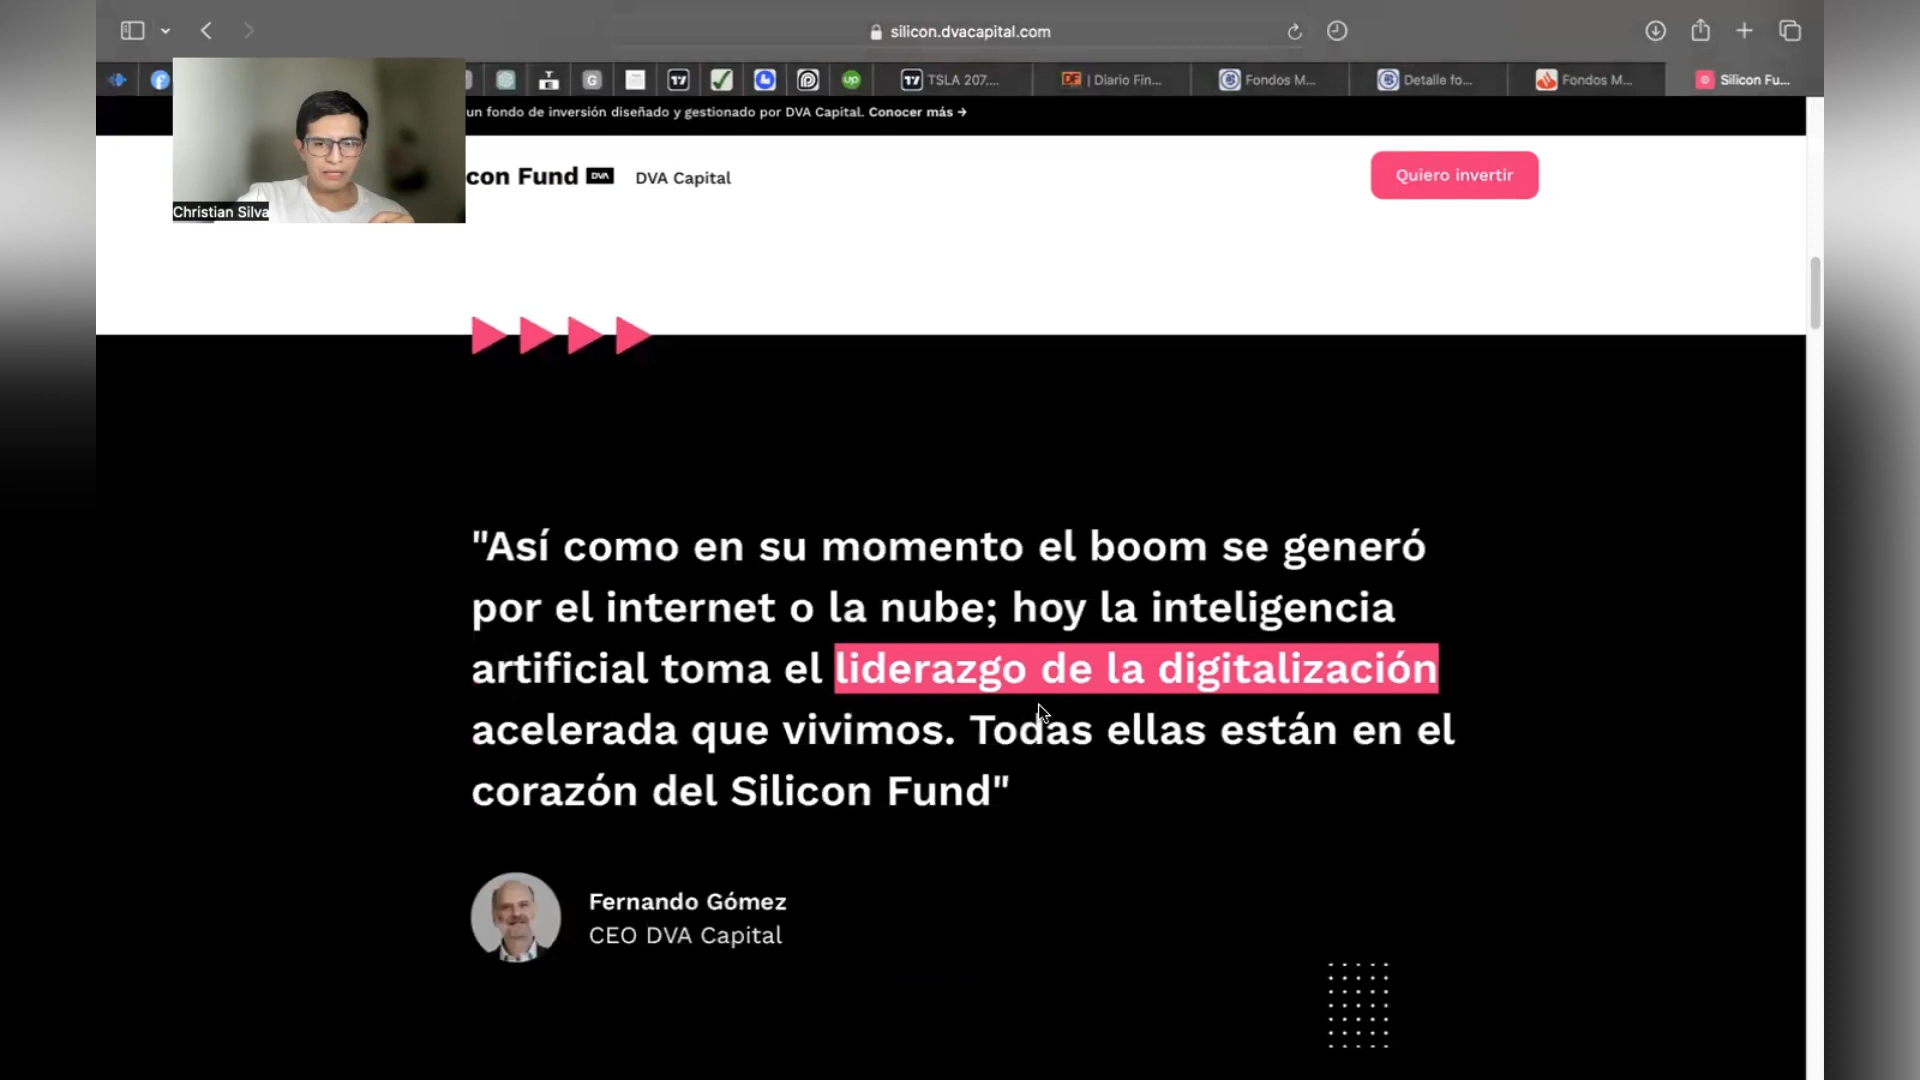 silicon.dvacapital.com
TSLA 207....
DF | Diario Fin...
Fondos M...
Detalle fo...
Fondos M...
Silicon Fu...
un fondo de inversión diseñado y gestionado por DVA Capital. Conocer más →
con Fund DVA DVA Capital
Quiero invertir
Christian Silva
"Así como en su momento el boom se generó
por el internet o la nube; hoy la inteligencia
artificial toma el liderazgo de la digitalización
acelerada que vivimos. Todas ellas están en el
corazón del Silicon Fund"
Fernando Gómez
CEO DVA Capital